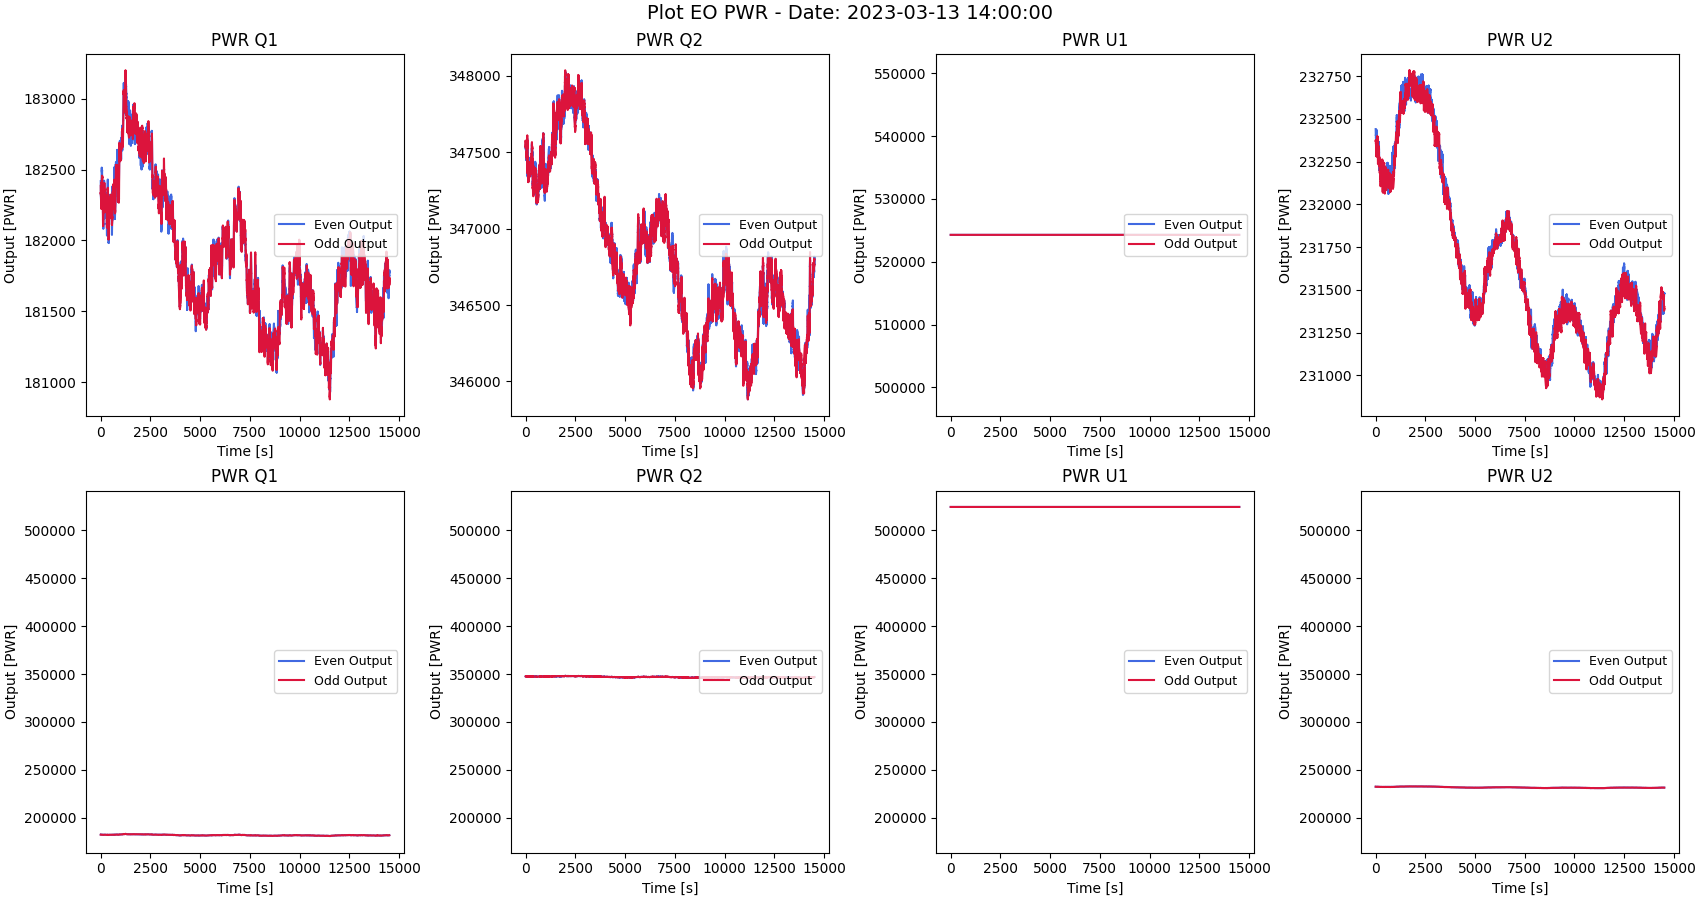 Plot EO PWR - Date: 2023-03-13 14:00:00
PWR Q1
Output [PWR]
183000
182500
182000
181500
181000
Even Output
Odd Output
0 2500 5000 7500 10000 12500 15000
Time [s]
PWR Q2
Output [PWR]
348000
347500
347000
346500
346000
Even Output
Odd Output
0 2500 5000 7500 10000 12500 15000
Time [s]
PWR U1
Output [PWR]
550000
540000
530000
520000
510000
500000
Even Output
Odd Output
0 2500 5000 7500 10000 12500 15000
Time [s]
PWR U2
Output [PWR]
232750
232500
232250
232000
231750
231500
231250
231000
Even Output
Odd Output
0 2500 5000 7500 10000 12500 15000
Time [s]
PWR Q1
Output [PWR]
500000
450000
400000
350000
300000
250000
200000
Even Output
Odd Output
0 2500 5000 7500 10000 12500 15000
Time [s]
PWR Q2
Output [PWR]
500000
450000
400000
350000
300000
250000
200000
Even Output
Odd Output
0 2500 5000 7500 10000 12500 15000
Time [s]
PWR U1
Output [PWR]
500000
450000
400000
350000
300000
250000
200000
Even Output
Odd Output
0 2500 5000 7500 10000 12500 15000
Time [s]
PWR U2
Output [PWR]
500000
450000
400000
350000
300000
250000
200000
Even Output
Odd Output
0 2500 5000 7500 10000 12500 15000
Time [s]